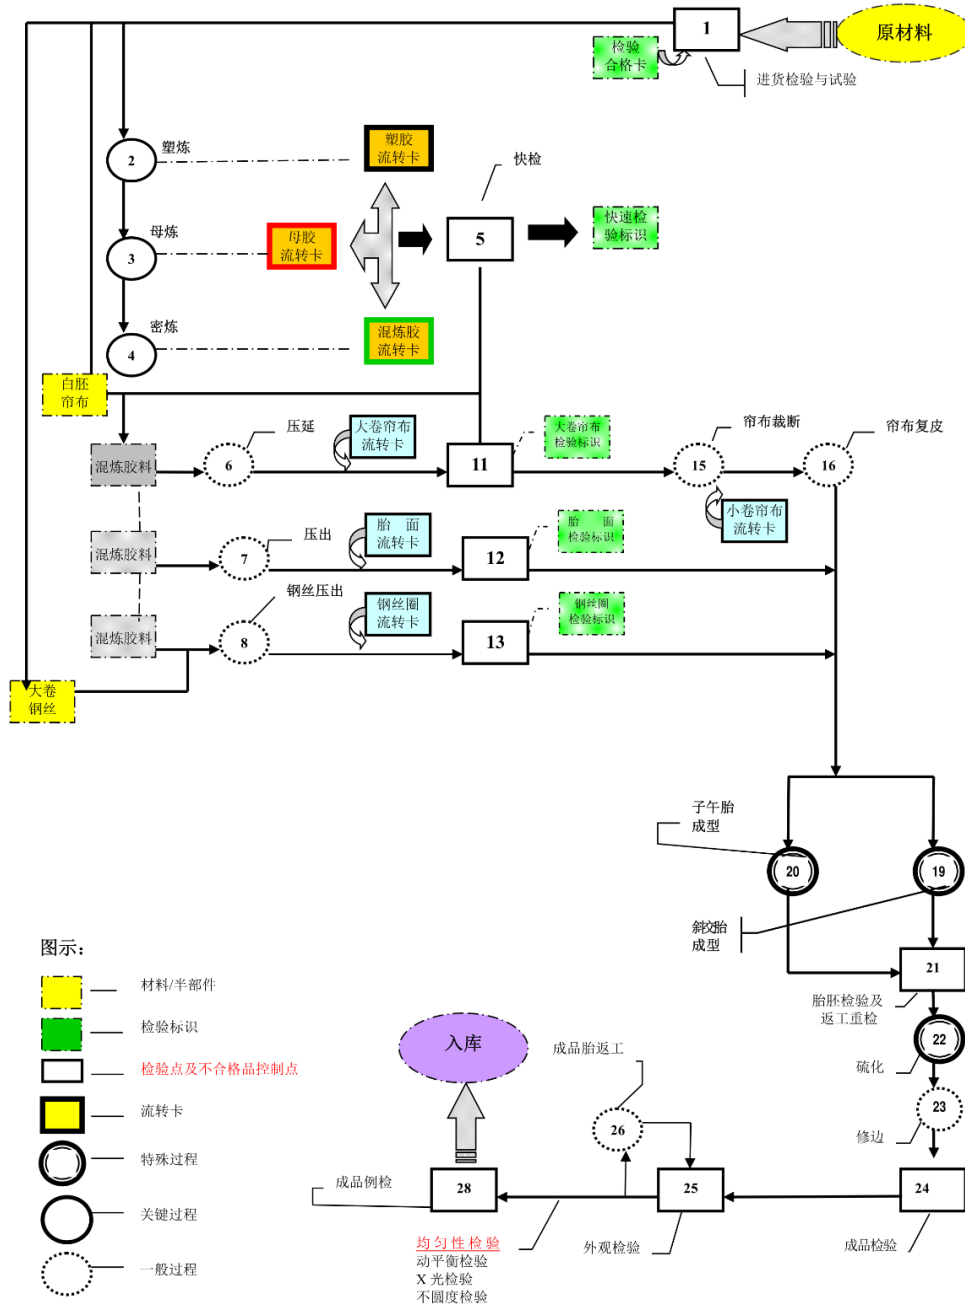 原材料
1
检验
合格卡
进货检验与试验
塑炼
2
塑胶
流转卡
快检
母炼
3
母胶
流转卡
5
快速检
验标识
密炼
4
混炼胶
流转卡
白胚
帘布
混炼胶料
6
压延
大卷帘布
流转卡
11
大卷帘布
检验标识
15
帘布裁断
16
帘布复皮
小卷帘布
流转卡
混炼胶料
7
压出
胎 面
流转卡
12
胎 面
检验标识
混炼胶料
8
钢丝压出
钢丝圈
流转卡
13
钢丝圈
检验标识
大卷
钢丝
子午胎
成型
20
19
斜交胎
成型
21
胎胚检验及
返工重检
22
硫化
23
修边
24
成品检验
25
外观检验
26
成品胎返工
均匀性检验
动平衡检验
X 光检验
不圆度检验
28
成品例检
入库
图示：
材料/半部件
检验标识
检验点及不合格品控制点
流转卡
特殊过程
关键过程
一般过程